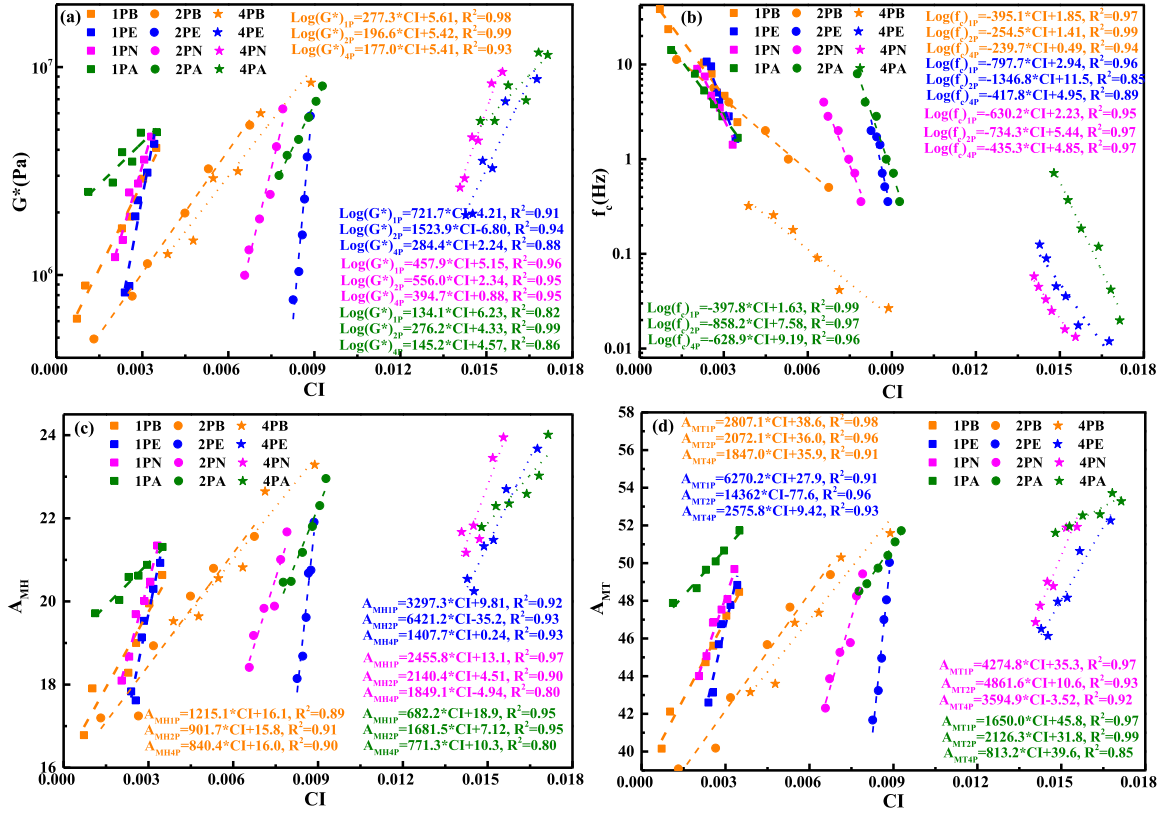 (a)
1PB 2PB 4PB
1PE 2PE 4PE
1PN 2PN 4PN
1PA 2PA 4PA
Log(G*)1P=277.3*CI+5.61, R²=0.98
Log(G*)2P=196.6*CI+5.42, R²=0.99
Log(G*)4P=177.0*CI+5.41, R²=0.93
Log(G*)1P=721.7*CI+4.21, R²=0.91
Log(G*)2P=1523.9*CI-6.80, R²=0.94
Log(G*)4P=284.4*CI+2.24, R²=0.88
Log(G*)1P=457.9*CI+5.15, R²=0.96
Log(G*)2P=556.0*CI+2.34, R²=0.95
Log(G*)4P=394.7*CI+0.88, R²=0.95
Log(G*)1P=134.1*CI+6.23, R²=0.82
Log(G*)2P=276.2*CI+4.33, R²=0.99
Log(G*)4P=145.2*CI+4.57, R²=0.86
10⁷
10⁶
G*(Pa)
0.000 0.003 0.006 0.009 0.012 0.015 0.018
CI
(b)
1PB 2PB 4PB
1PE 2PE 4PE
1PN 2PN 4PN
1PA 2PA 4PA
Log(fc)1P=-395.1*CI+1.85, R²=0.97
Log(fc)2P=-254.5*CI+1.41, R²=0.99
Log(fc)4P=-239.7*CI+0.49, R²=0.94
Log(fc)1P=-797.7*CI+2.94, R²=0.96
Log(fc)2P=-1346.8*CI+11.5, R²=0.85
Log(fc)4P=-417.8*CI+4.95, R²=0.89
Log(fc)1P=-630.2*CI+2.23, R²=0.95
Log(fc)2P=-734.3*CI+5.44, R²=0.97
Log(fc)4P=-435.3*CI+4.85, R²=0.97
Log(fc)1P=-397.8*CI+1.63, R²=0.99
Log(fc)2P=-858.2*CI+7.58, R²=0.97
Log(fc)4P=-628.9*CI+9.19, R²=0.96
10
1
0.1
0.01
fc(Hz)
0.000 0.003 0.006 0.009 0.012 0.015 0.018
CI
(c)
1PB 2PB 4PB
1PE 2PE 4PE
1PN 2PN 4PN
1PA 2PA 4PA
AMH1P=3297.3*CI+9.81, R²=0.92
AMH2P=6421.2*CI-35.2, R²=0.93
AMH4P=1407.7*CI+0.24, R²=0.93
AMH1P=2455.8*CI+13.1, R²=0.97
AMH2P=2140.4*CI+4.51, R²=0.90
AMH4P=1849.1*CI-4.94, R²=0.80
AMH1P=682.2*CI+18.9, R²=0.95
AMH2P=1681.5*CI+7.12, R²=0.95
AMH4P=771.3*CI+10.3, R²=0.80
AMH1P=1215.1*CI+16.1, R²=0.89
AMH2P=901.7*CI+15.8, R²=0.91
AMH4P=840.4*CI+16.0, R²=0.90
24
22
20
18
16
AMH
0.000 0.003 0.006 0.009 0.012 0.015 0.018
CI
(d)
AMT1P=2807.1*CI+38.6, R²=0.98
AMT2P=2072.1*CI+36.0, R²=0.96
AMT4P=1847.0*CI+35.9, R²=0.91
AMT1P=6270.2*CI+27.9, R²=0.91
AMT2P=14362*CI-77.6, R²=0.96
AMT4P=2575.8*CI+9.42, R²=0.93
1PB 2PB 4PB
1PE 2PE 4PE
1PN 2PN 4PN
1PA 2PA 4PA
AMT1P=4274.8*CI+35.3, R²=0.97
AMT2P=4861.6*CI+10.6, R²=0.93
AMT4P=3594.9*CI-3.52, R²=0.92
AMT1P=1650.0*CI+45.8, R²=0.97
AMT2P=2126.3*CI+31.8, R²=0.99
AMT4P=813.2*CI+39.6, R²=0.85
58
56
54
52
50
48
46
44
42
40
AMT
0.000 0.003 0.006 0.009 0.012 0.015 0.018
CI